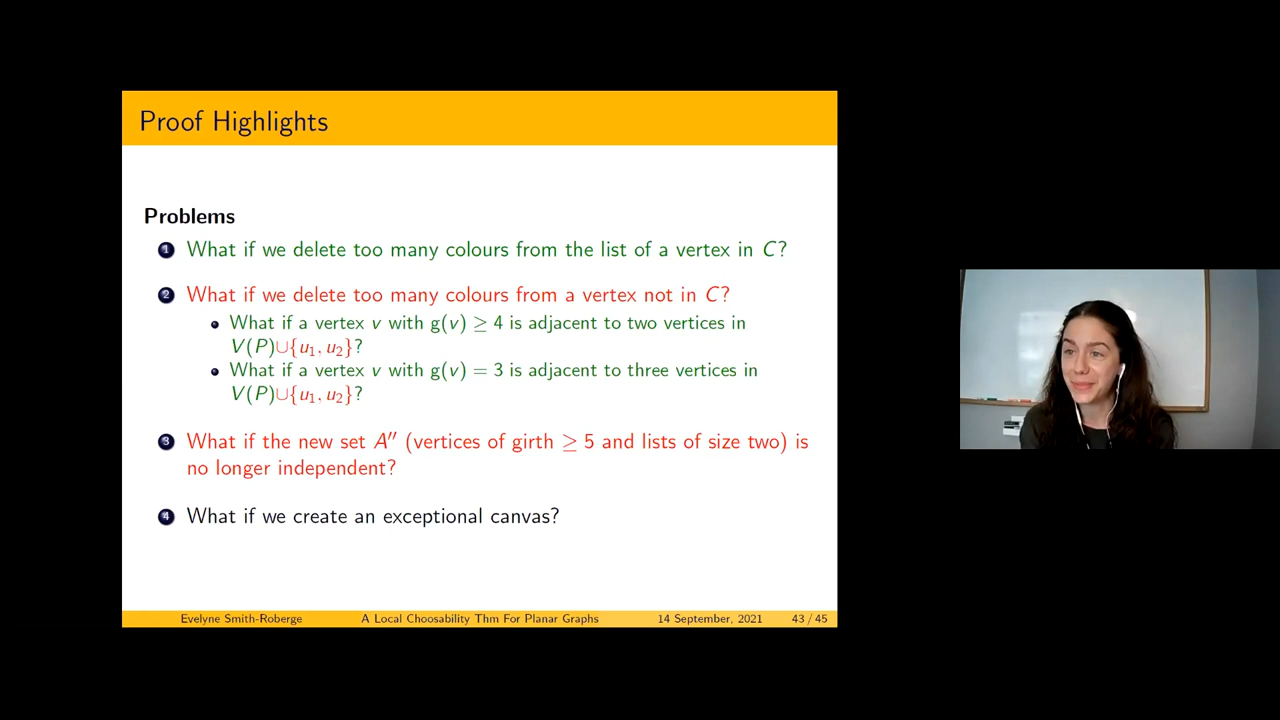 Proof Highlights
Problems
1 What if we delete too many colours from the list of a vertex in C?
2 What if we delete too many colours from a vertex not in C?
• What if a vertex v with g(v) ≥ 4 is adjacent to two vertices in
V(P)∪{u₁, u₂}?
• What if a vertex v with g(v) = 3 is adjacent to three vertices in
V(P)∪{u₁, u₂}?
3 What if the new set A″ (vertices of girth ≥ 5 and lists of size two) is
no longer independent?
4 What if we create an exceptional canvas?
Evelyne Smith-Roberge A Local Choosability Thm For Planar Graphs 14 September, 2021 43 / 45